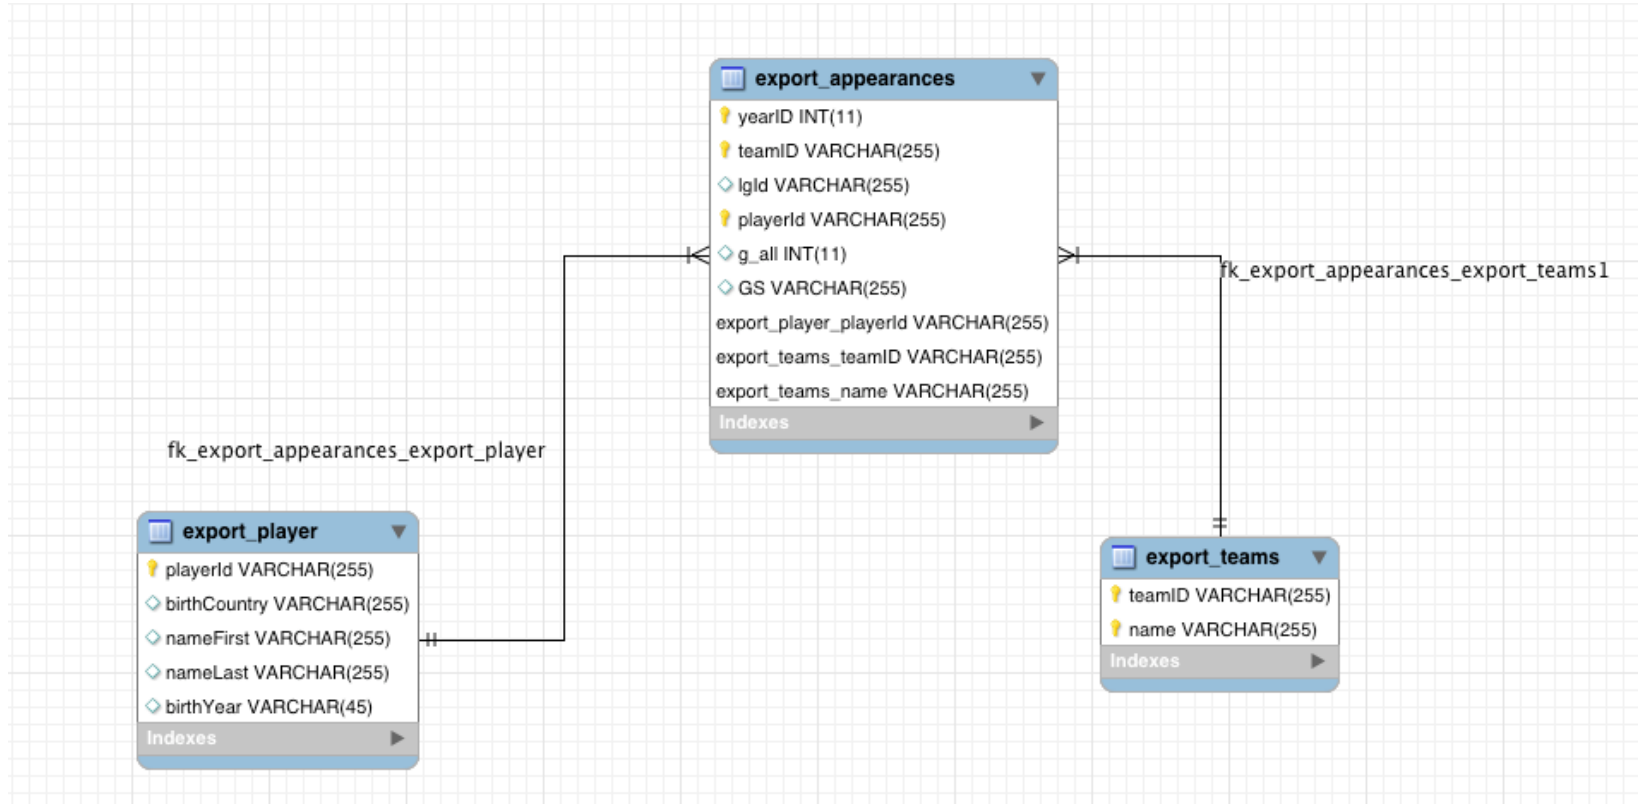 export_appearances
yearID INT(11)
teamID VARCHAR(255)
lgId VARCHAR(255)
playerId VARCHAR(255)
g_all INT(11)
GS VARCHAR(255)
export_player_playerId VARCHAR(255)
export_teams_teamID VARCHAR(255)
export_teams_name VARCHAR(255)
Indexes
fk_export_appearances_export_teams1
fk_export_appearances_export_player
export_player
playerId VARCHAR(255)
birthCountry VARCHAR(255)
nameFirst VARCHAR(255)
nameLast VARCHAR(255)
birthYear VARCHAR(45)
Indexes
export_teams
teamID VARCHAR(255)
name VARCHAR(255)
Indexes